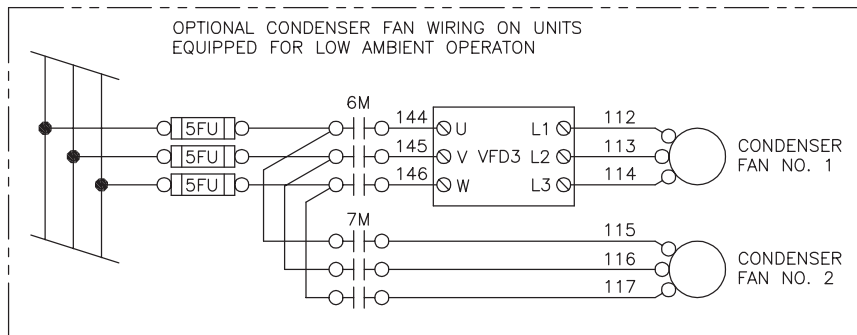 OPTIONAL CONDENSER FAN WIRING ON UNITS
EQUIPPED FOR LOW AMBIENT OPERATON
6M
5FU 144 U L1 112
5FU 145 V VFD3 L2 113
5FU 146 W L3 114
CONDENSER
FAN NO. 1
7M
115
116
117
CONDENSER
FAN NO. 2